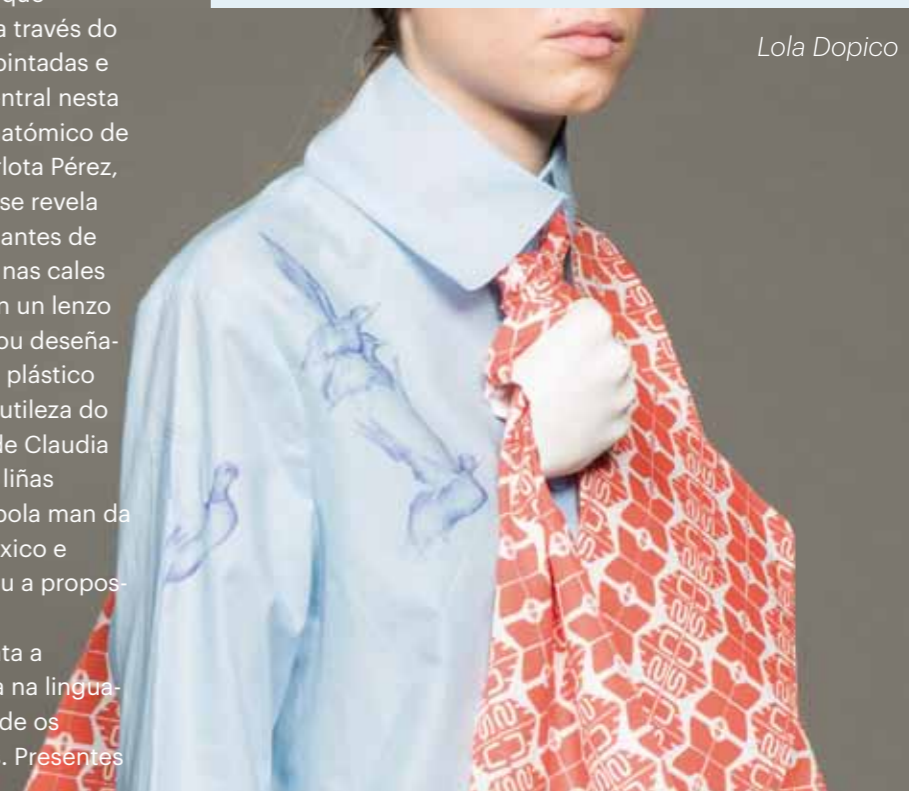 que
a través do
pintadas e
ntral nesta
atómico de
rlota Pérez,
se revela
antes de
nas cales
n un lenzo
ou deseña-
plástico
utileza do
de Claudia
liñas
pola man da
xico e
u a propos-
ta a
a na lingua-
de os
. Presentes
Lola Dopico